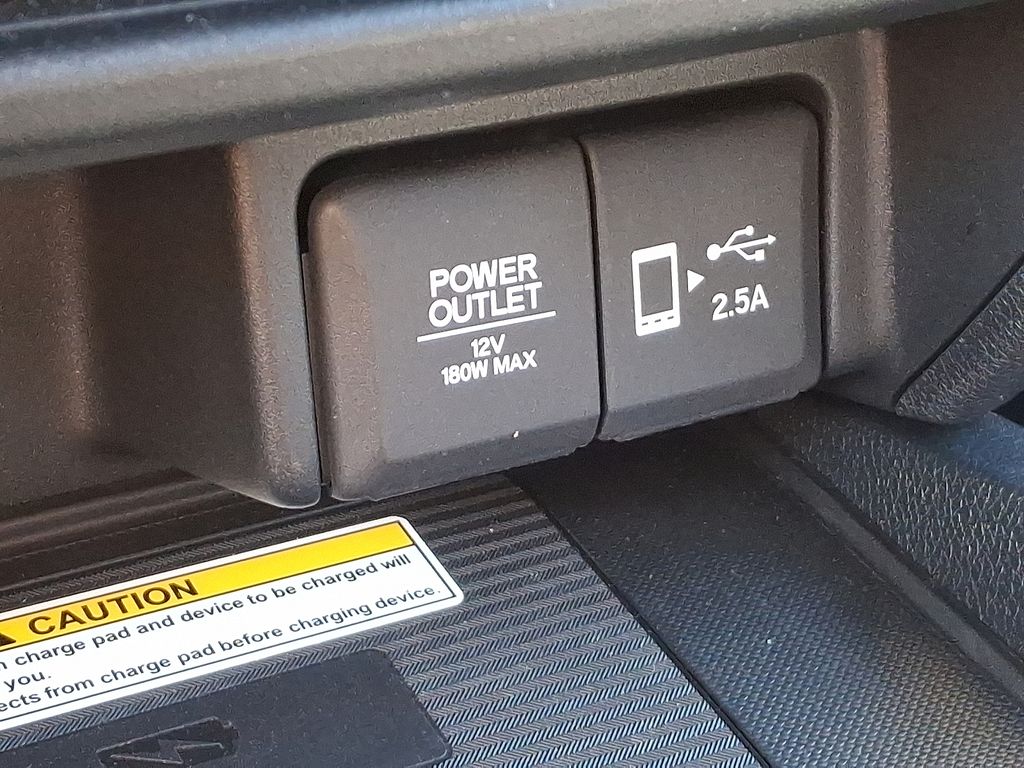 POWER
OUTLET
12V
180W MAX
2.5A
CAUTION
charge pad and device to be charged will
you.
from charge pad before charging device.